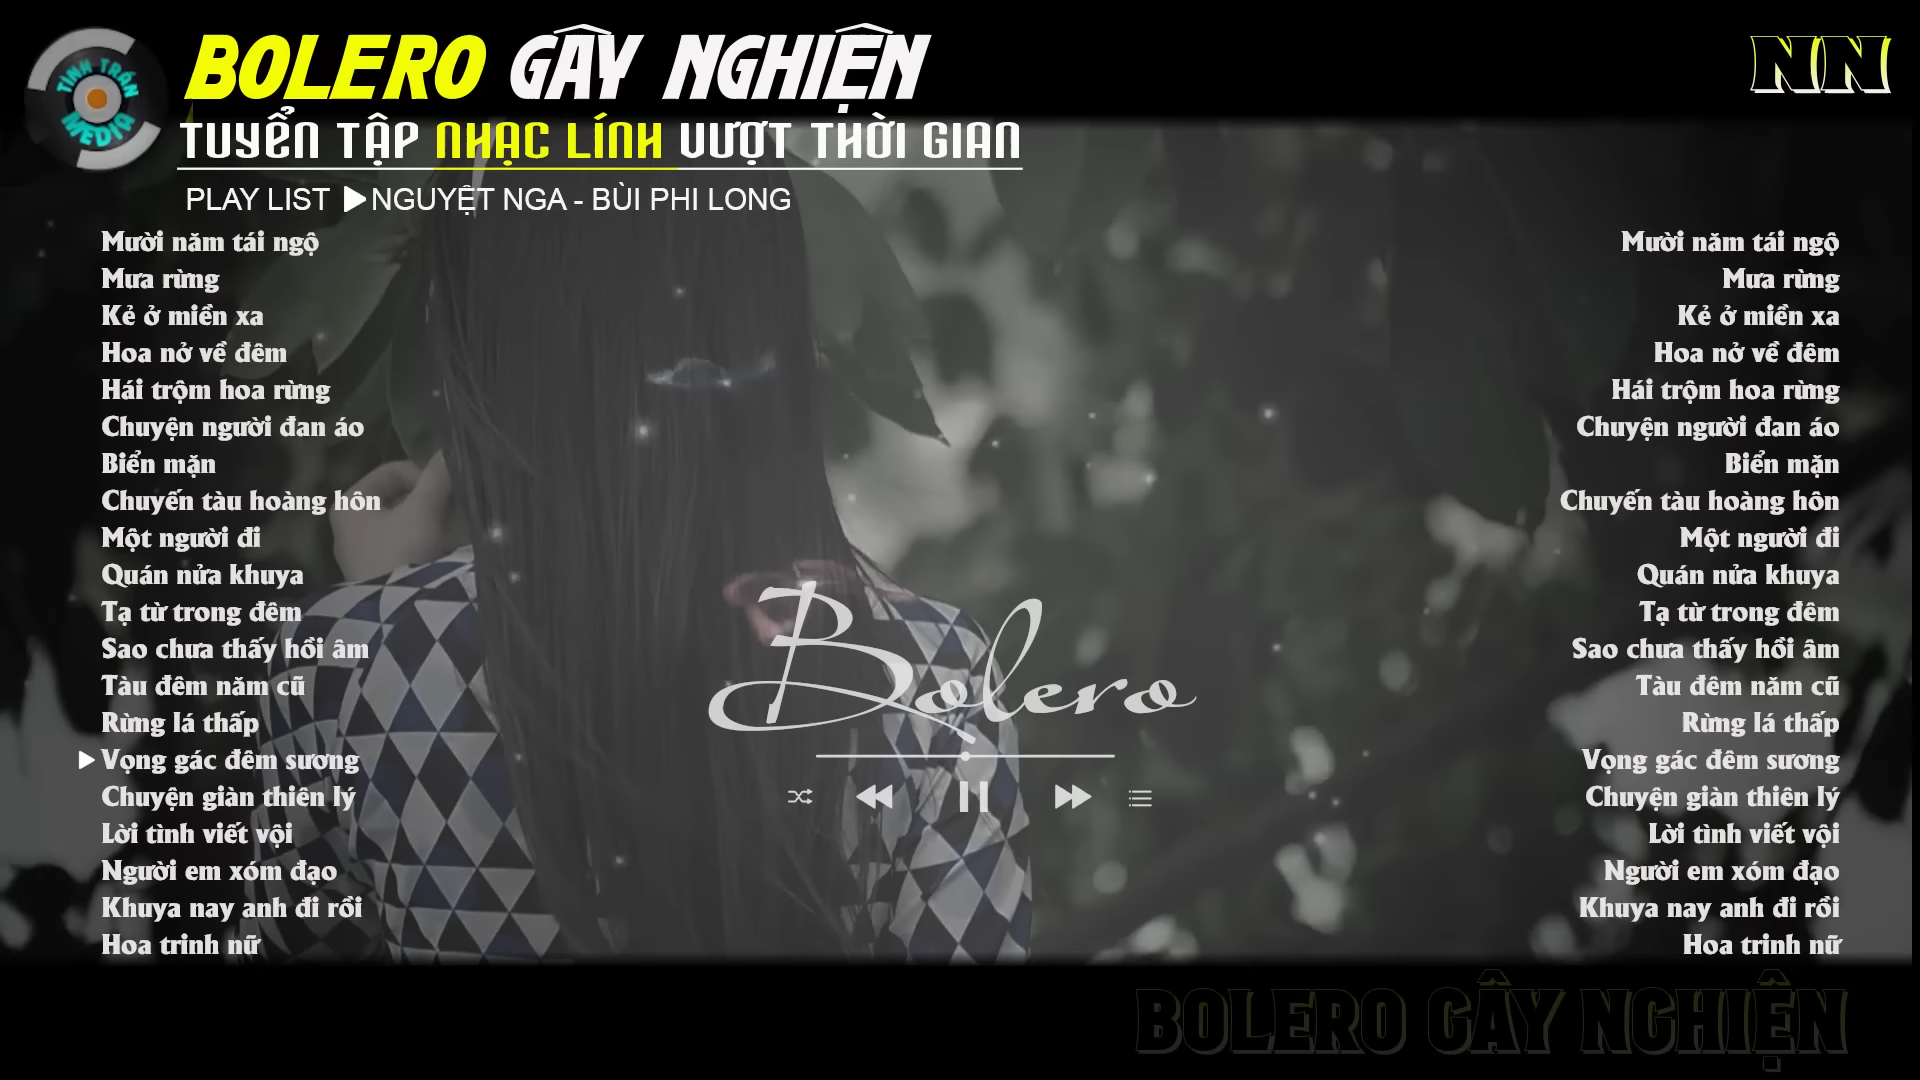 TÌNH TRẦN
MEDIA
BOLERO GÂY NGHIỆN
NN
TUYỂN TẬP NHẠC LÍNH VƯỢT THỜI GIAN
PLAY LIST ▶NGUYỆT NGA - BÙI PHI LONG
Mười năm tái ngộ
Mưa rừng
Kẻ ở miền xa
Hoa nở về đêm
Hái trộm hoa rừng
Chuyện người đan áo
Biển mặn
Chuyến tàu hoàng hôn
Một người đi
Quán nửa khuya
Tạ từ trong đêm
Sao chưa thấy hồi âm
Tàu đêm năm cũ
Rừng lá thấp
▶Vọng gác đêm sương
Chuyện giàn thiên lý
Lời tình viết vội
Người em xóm đạo
Khuya nay anh đi rồi
Hoa trinh nữ
Bolero
Mười năm tái ngộ
Mưa rừng
Kẻ ở miền xa
Hoa nở về đêm
Hái trộm hoa rừng
Chuyện người đan áo
Biển mặn
Chuyến tàu hoàng hôn
Một người đi
Quán nửa khuya
Tạ từ trong đêm
Sao chưa thấy hồi âm
Tàu đêm năm cũ
Rừng lá thấp
Vọng gác đêm sương
Chuyện giàn thiên lý
Lời tình viết vội
Người em xóm đạo
Khuya nay anh đi rồi
Hoa trinh nữ
BOLERO GÂY NGHIỆN